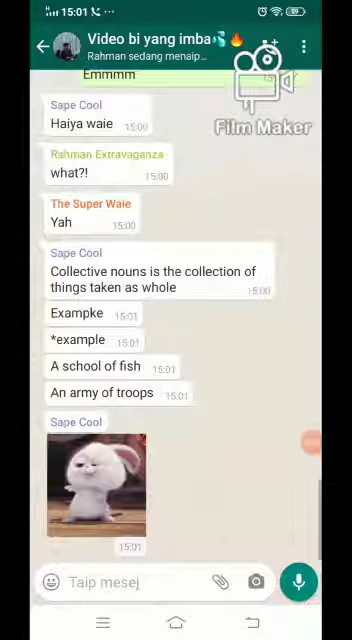 15:01
89
Video bi yang imba💦🔥
Rahman sedang menaip...
Emmmm
Film Maker
Sape Cool
Haiya waie 15:00
Rahman Extravaganza
what?! 15:00
The Super Waie
Yah 15:00
Sape Cool
Collective nouns is the collection of
things taken as whole 15:00
Exampke 15:01
*example 15:01
A school of fish 15:01
An army of troops 15:01
Sape Cool
15:01
Taip mesej